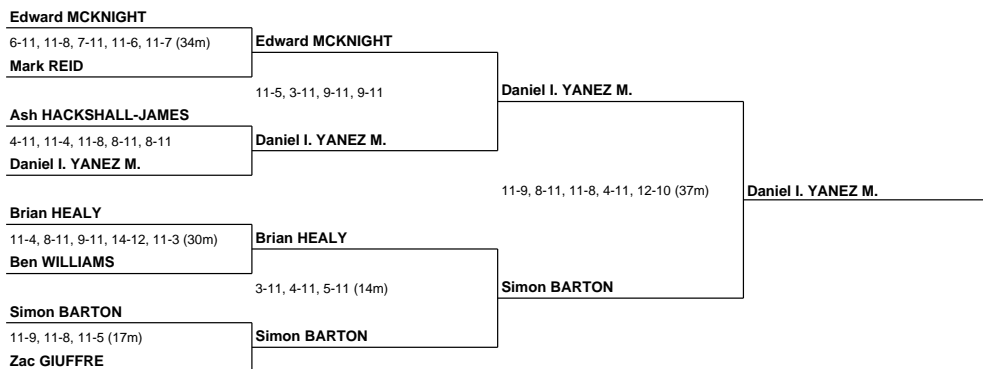 Edward MCKNIGHT
6-11, 11-8, 7-11, 11-6, 11-7 (34m)
Mark REID
Ash HACKSHALL-JAMES
4-11, 11-4, 11-8, 8-11, 8-11
Daniel I. YANEZ M.
Brian HEALY
11-4, 8-11, 9-11, 14-12, 11-3 (30m)
Ben WILLIAMS
Simon BARTON
11-9, 11-8, 11-5 (17m)
Zac GIUFFRE
Edward MCKNIGHT
11-5, 3-11, 9-11, 9-11
Daniel I. YANEZ M.
Brian HEALY
3-11, 4-11, 5-11 (14m)
Simon BARTON
Daniel I. YANEZ M.
11-9, 8-11, 11-8, 4-11, 12-10 (37m)
Simon BARTON
Daniel I. YANEZ M.